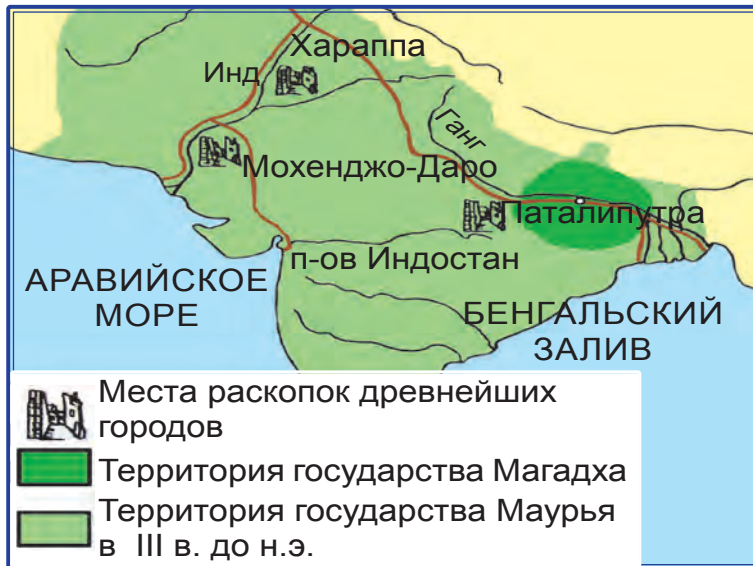 Хараппа
Инд
Ганг
Мохенджо-Даро
Паталипутра
п-ов Индостан
АРАВИЙСКОЕ
МОРЕ
БЕНГАЛЬСКИЙ
ЗАЛИВ
Места раскопок древнейших
городов
Территория государства Магадха
Территория государства Маурья
в III в. до н.э.